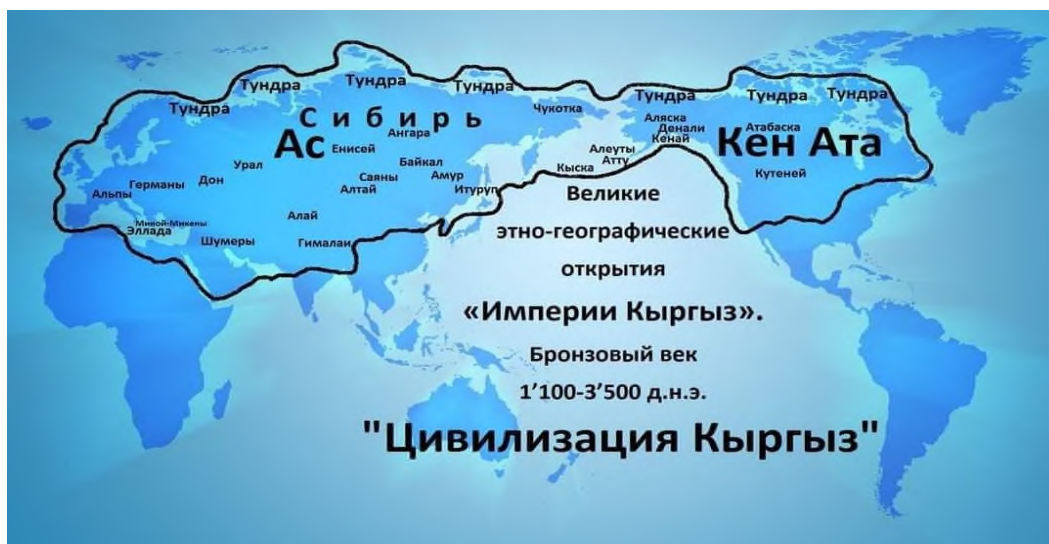 Тундра
Тундра
Тундра
Тундра
Тундра
Тундра
Тундра
Сибирь
Ас
Ангара
Енисей
Урал
Байкал
Саяны
Амур
Алтай
Итуруп
Дон
Германы
Альпы
Миной-Микены
Эллада
Шумеры
Алай
Гималаи
Чукотка
Аляска
Денали
Кенай
Алеуты
Атту
Кыска
Атабаска
Кен Ата
Кутеней
Великие
этно-географические
открытия
«Империи Кыргыз».
Бронзовый век
1’100-3’500 д.н.э.
"Цивилизация Кыргыз"